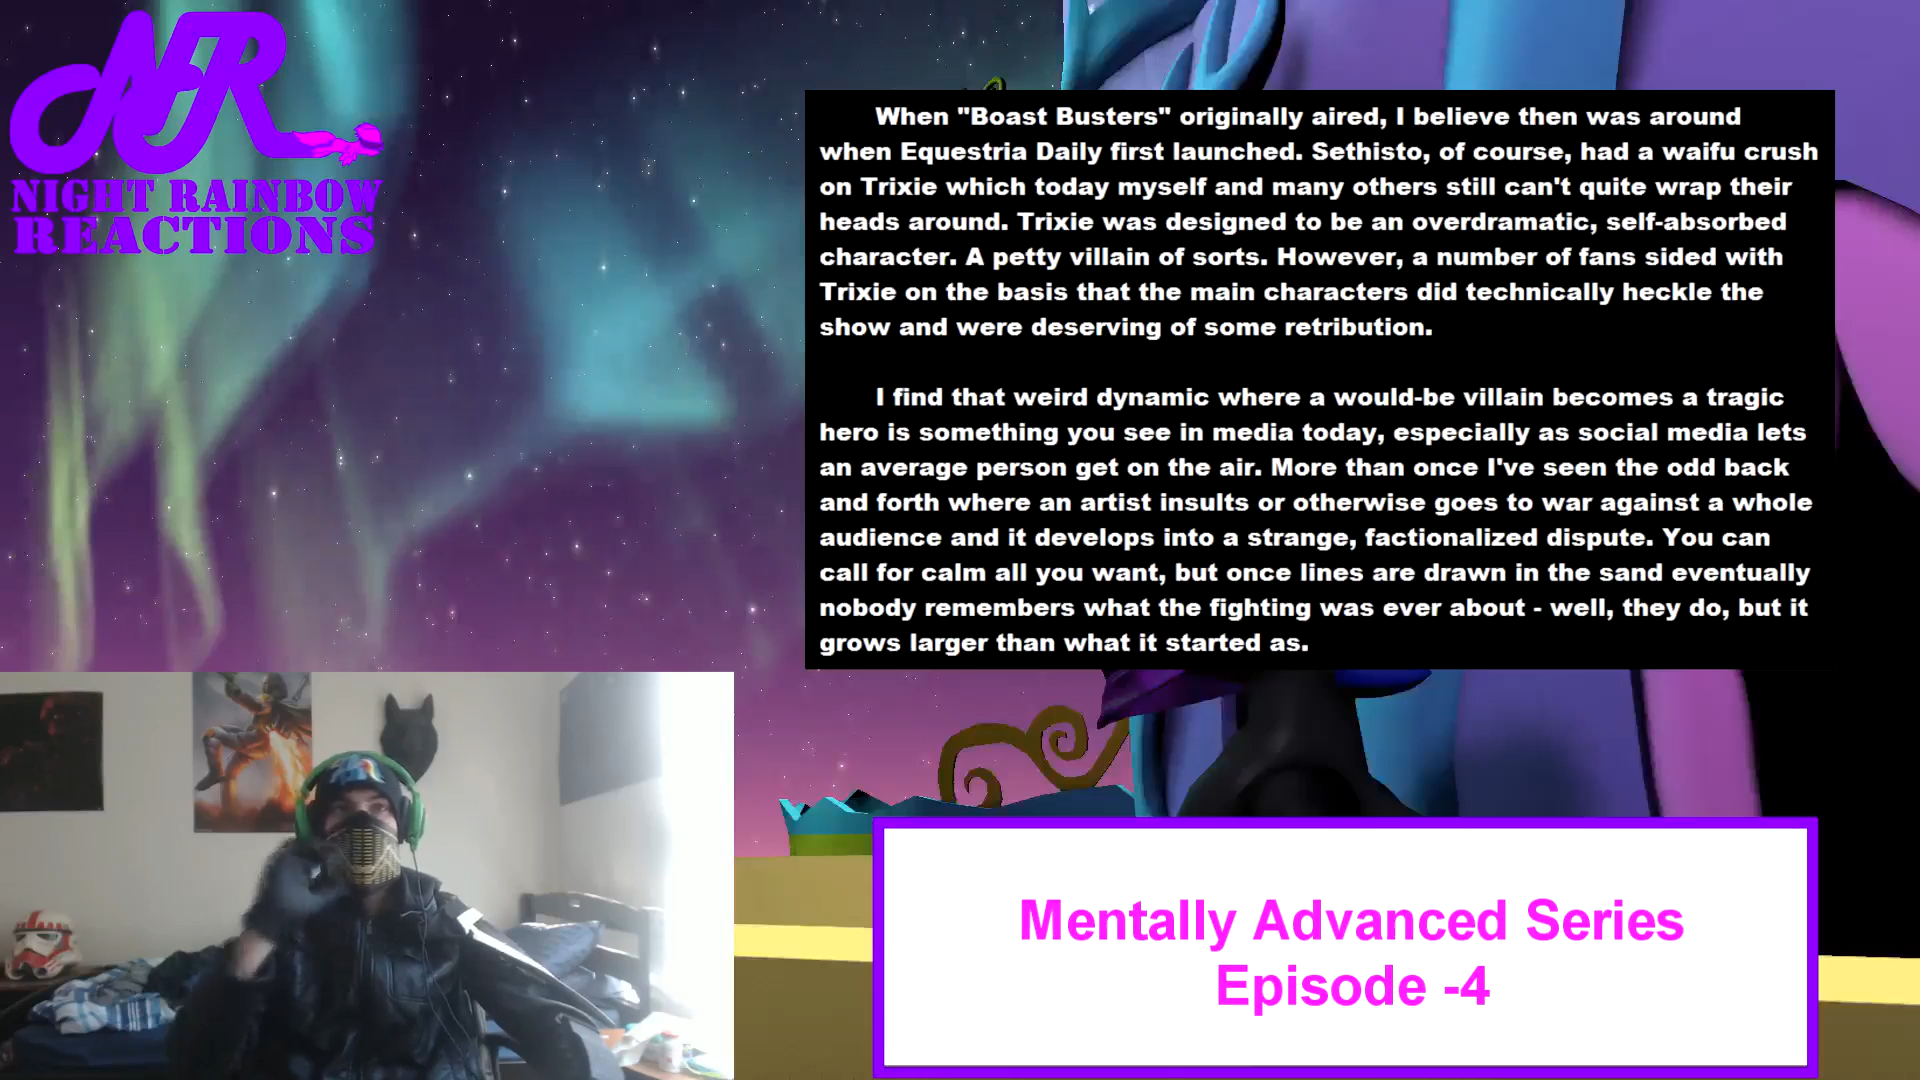 NR
NIGHT RAINBOW
REACTIONS
When "Boast Busters" originally aired, I believe then was around
when Equestria Daily first launched. Sethisto, of course, had a waifu crush
on Trixie which today myself and many others still can't quite wrap their
heads around. Trixie was designed to be an overdramatic, self-absorbed
character. A petty villain of sorts. However, a number of fans sided with
Trixie on the basis that the main characters did technically heckle the
show and were deserving of some retribution.
I find that weird dynamic where a would-be villain becomes a tragic
hero is something you see in media today, especially as social media lets
an average person get on the air. More than once I've seen the odd back
and forth where an artist insults or otherwise goes to war against a whole
audience and it develops into a strange, factionalized dispute. You can
call for calm all you want, but once lines are drawn in the sand eventually
nobody remembers what the fighting was ever about - well, they do, but it
grows larger than what it started as.
Mentally Advanced Series
Episode -4